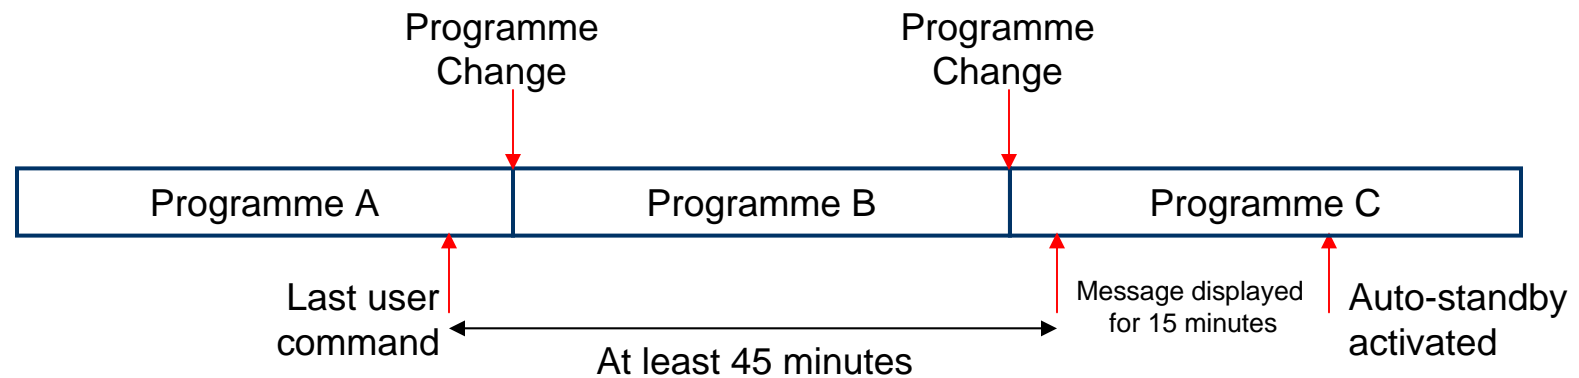 Programme
Change
Programme
Change
Programme A
Programme B
Programme C
Last user
command
At least 45 minutes
Message displayed
for 15 minutes
Auto-standby
activated